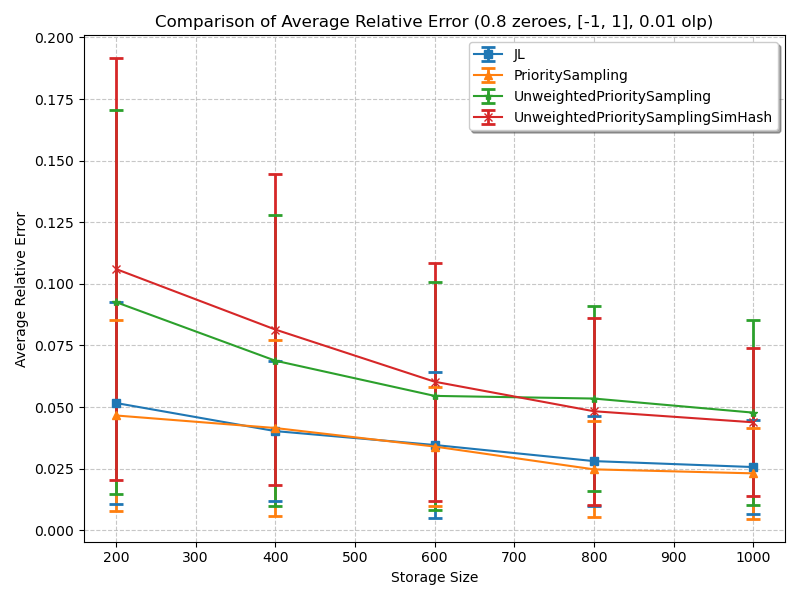 Comparison of Average Relative Error (0.8 zeroes, [-1, 1], 0.01 olp)
JL
PrioritySampling
UnweightedPrioritySampling
UnweightedPrioritySamplingSimHash
Average Relative Error
0.200
0.175
0.150
0.125
0.100
0.075
0.050
0.025
0.000
200
300
400
500
600
700
800
900
1000
Storage Size